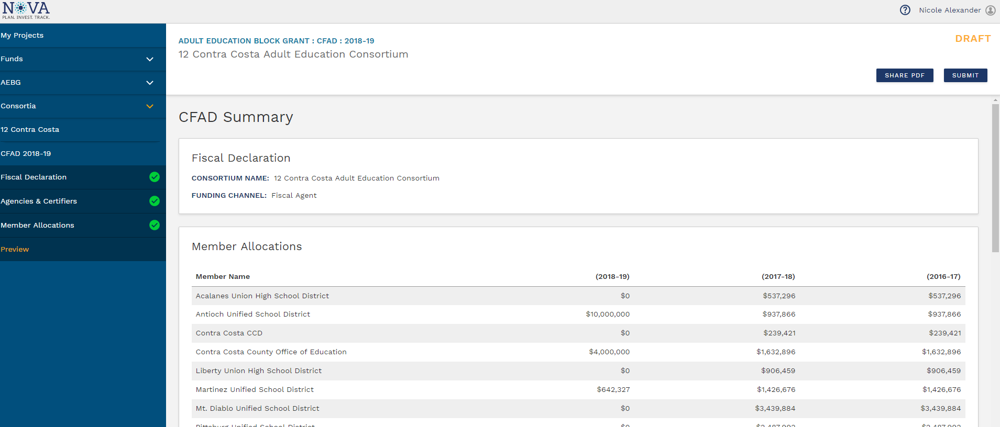 NOVA
PLAN. INVEST. TRACK.
Nicole Alexander
My Projects
Funds
AEBG
Consortia
12 Contra Costa
CFAD 2018-19
Fiscal Declaration
Agencies & Certifiers
Member Allocations
Preview
ADULT EDUCATION BLOCK GRANT : CFAD : 2018-19
DRAFT
12 Contra Costa Adult Education Consortium
SHARE PDF SUBMIT
CFAD Summary
Fiscal Declaration
CONSORTIUM NAME: 12 Contra Costa Adult Education Consortium
FUNDING CHANNEL: Fiscal Agent
Member Allocations
Member Name (2018-19) (2017-18) (2016-17)
Acalanes Union High School District $0 $537,296 $537,296
Antioch Unified School District $10,000,000 $937,866 $937,866
Contra Costa CCD $0 $239,421 $239,421
Contra Costa County Office of Education $4,000,000 $1,632,896 $1,632,896
Liberty Union High School District $0 $906,459 $906,459
Martinez Unified School District $642,327 $1,426,676 $1,426,676
Mt. Diablo Unified School District $0 $3,439,884 $3,439,884
Pittsburg Unified School District $0